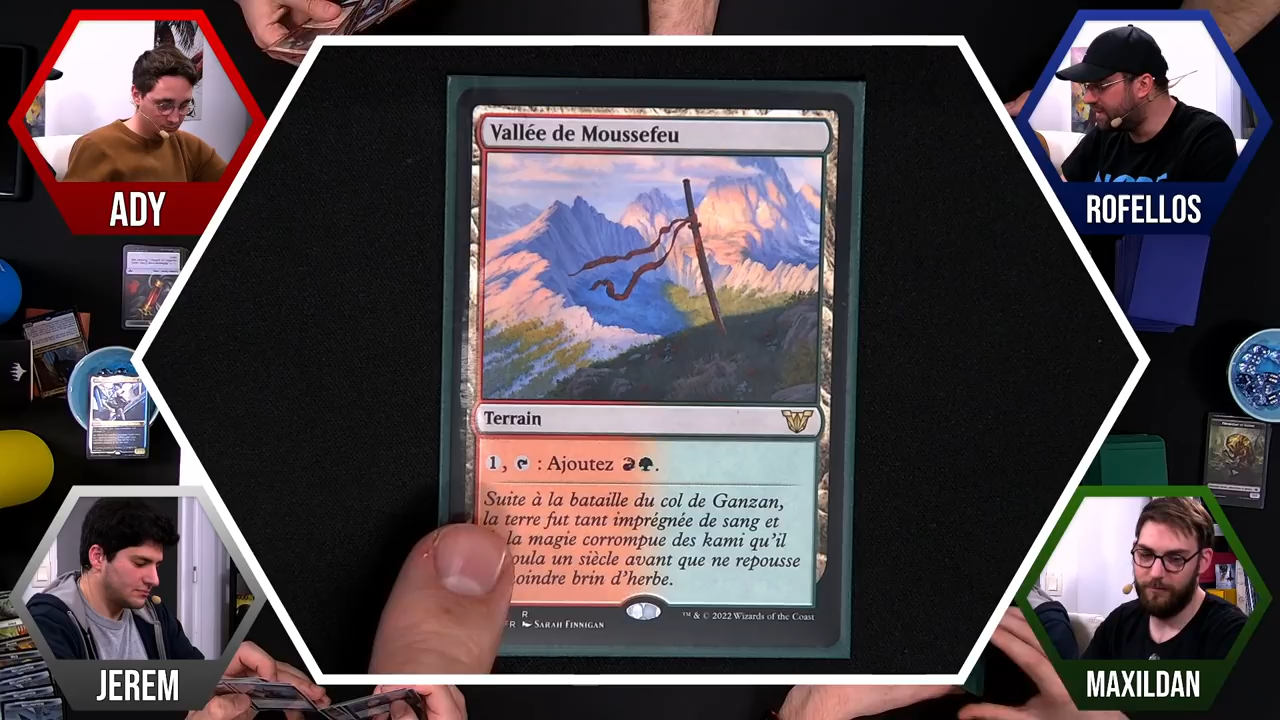 ADY
ROFELLOS
Vallée de Moussefeu
Terrain
1, : Ajoutez .
Suite à la bataille du col de Ganzan,
la terre fut tant imprégnée de sang et
la magie corrompue des kami qu'il
un siècle avant que ne repousse
brin d'herbe.
R
FR SARAH FINNIGAN
™ & © 2022 Wizards of the Coast
JEREM
MAXILDAN